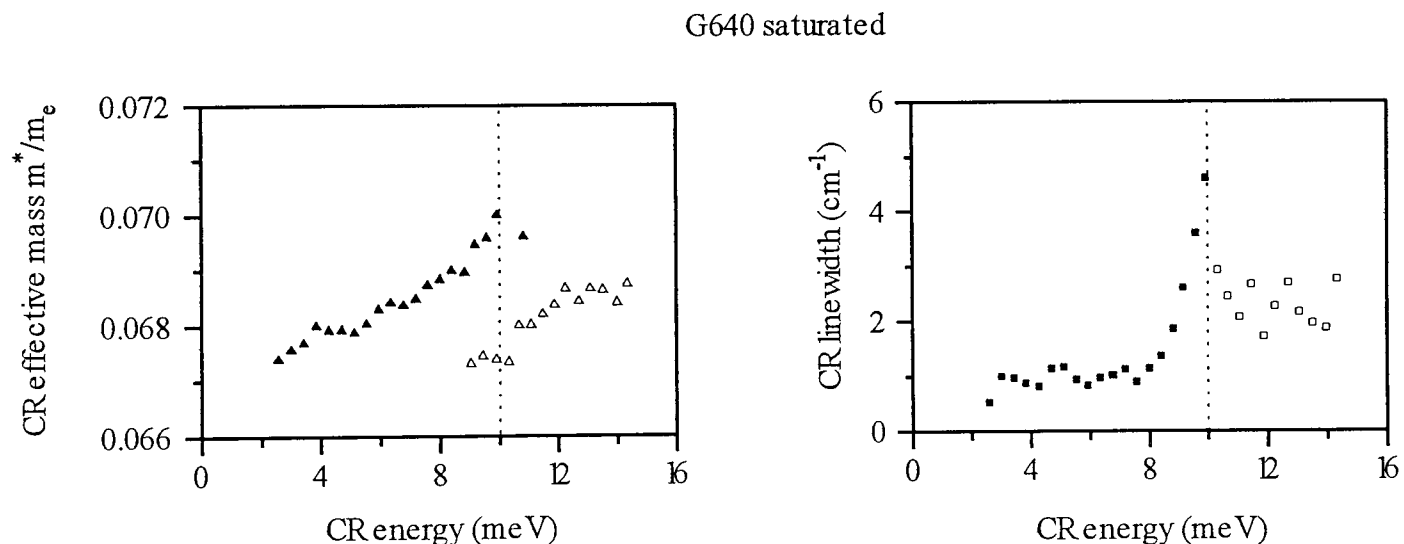 G640 saturated
CR effective mass m*/mₑ
0.072
0.070
0.068
0.066
0 4 8 12 16
CR energy (meV)
CR linewidth (cm⁻¹)
6
4
2
0
0 4 8 12 16
CR energy (meV)